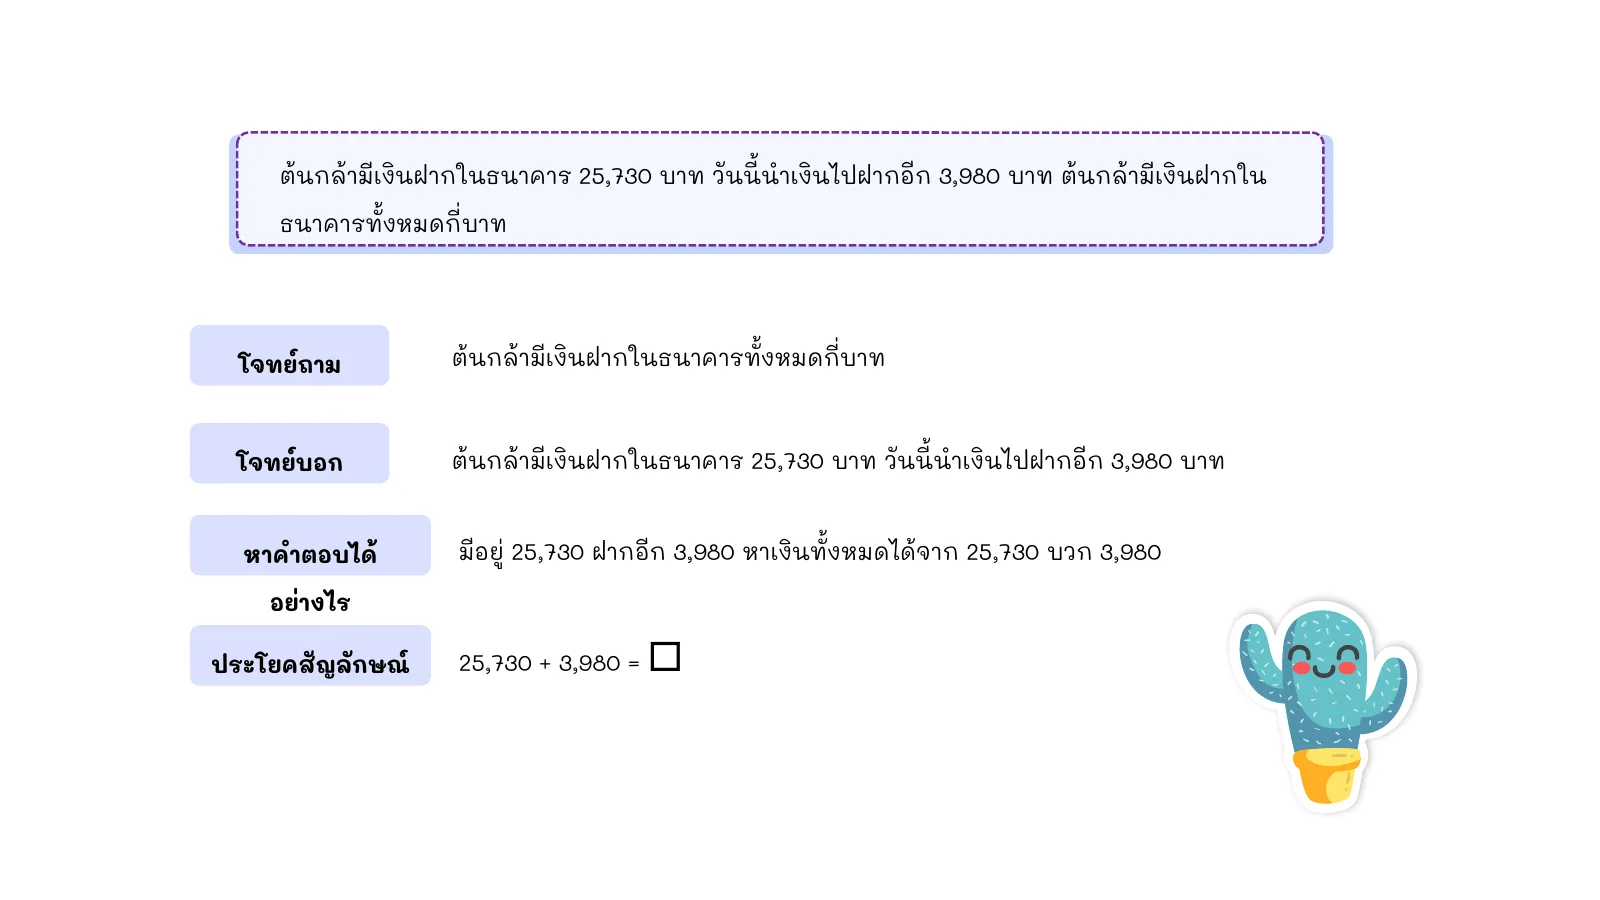 ต้นกล้ามีเงินฝากในธนาคาร 25,730 บาท วันนี้นำเงินไปฝากอีก 3,980 บาท ต้นกล้ามีเงินฝากใน
ธนาคารทั้งหมดกี่บาท
โจทย์ถาม
ต้นกล้ามีเงินฝากในธนาคารทั้งหมดกี่บาท
โจทย์บอก
ต้นกล้ามีเงินฝากในธนาคาร 25,730 บาท วันนี้นำเงินไปฝากอีก 3,980 บาท
หาคำตอบได้
อย่างไร
มีอยู่ 25,730 ฝากอีก 3,980 หาเงินทั้งหมดได้จาก 25,730 บวก 3,980
ประโยคสัญลักษณ์
25,730 + 3,980 = □